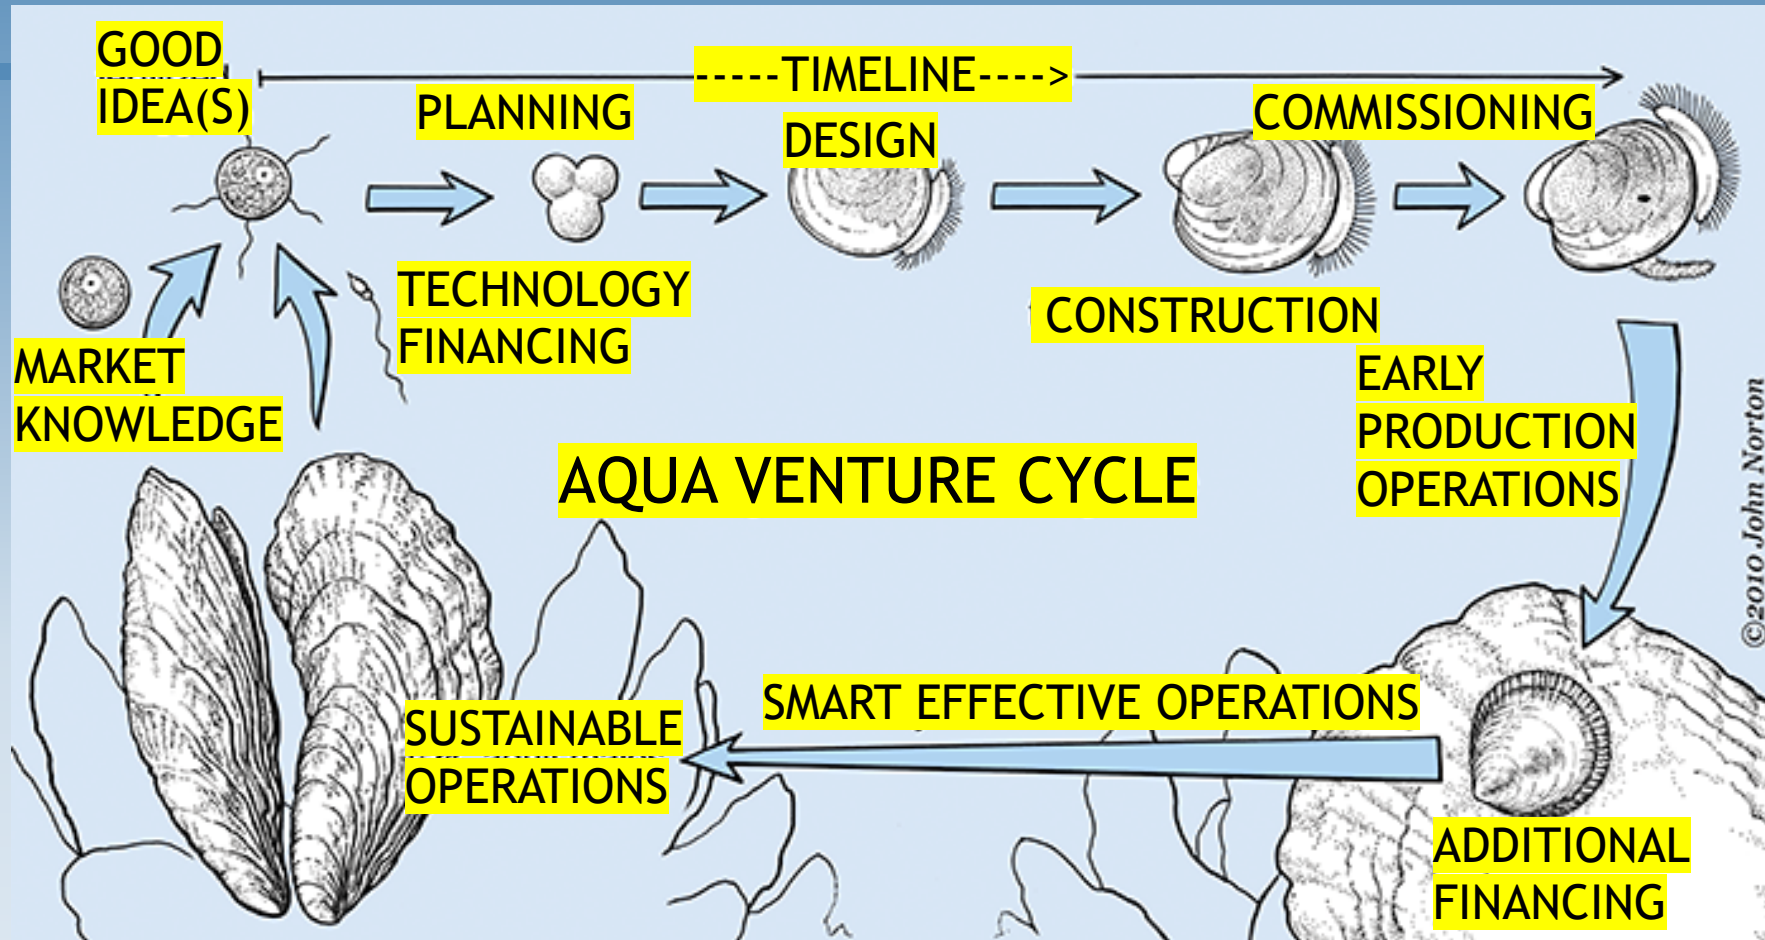 GOOD
IDEA(S)
-----TIMELINE---->
PLANNING
DESIGN
COMMISSIONING
TECHNOLOGY
FINANCING
CONSTRUCTION
MARKET
KNOWLEDGE
EARLY
PRODUCTION
OPERATIONS
AQUA VENTURE CYCLE
©2010 John Norton
SMART EFFECTIVE OPERATIONS
SUSTAINABLE
OPERATIONS
ADDITIONAL
FINANCING